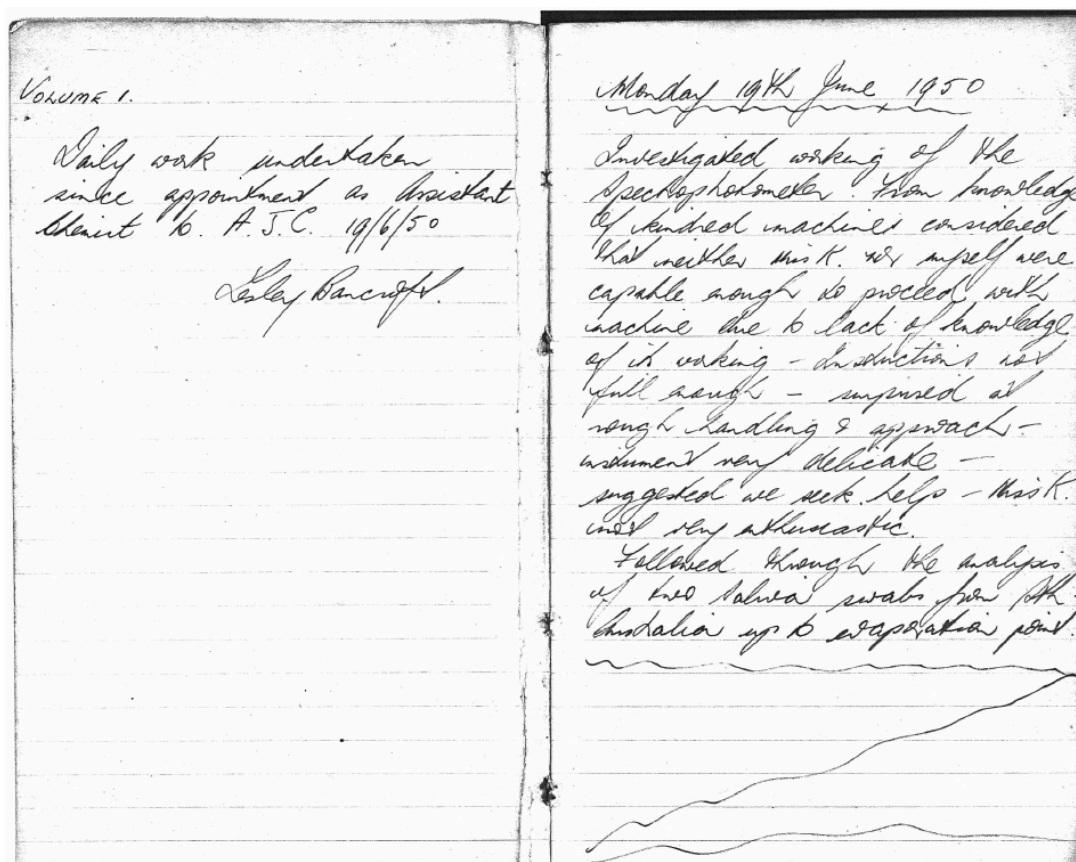 VOLUME 1.
Daily work undertaken
since appointment as Assistant
Chemist to A.J.C. 19/6/50
Lesley Bancroft.
Monday 19th June 1950
Investigated working of the
Spectrophotometer. From knowledge
of kindred machines considered
that neither Miss K. nor myself were
capable enough to proceed with
machine due to lack of knowledge
of its working - Instructions not
full enough - surprised at
rough handling & approach -
instrument very delicate -
suggested we seek help - Miss K.
not very enthusiastic.
Followed through the analysis
of two Saliva swabs from Sth
Australia up to evaporation point.